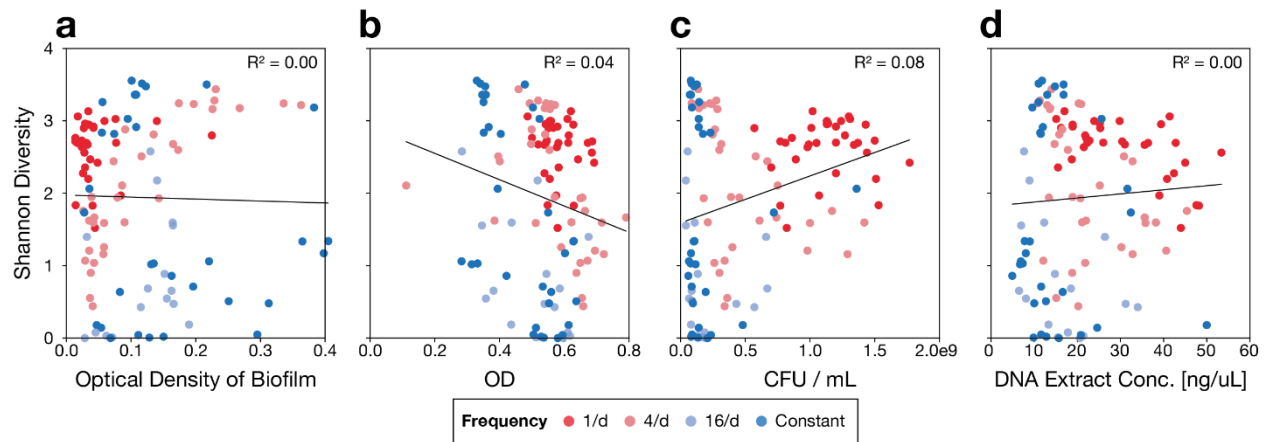 a b c d
R² = 0.00 R² = 0.04 R² = 0.08 R² = 0.00
Shannon Diversity
4
3
2
1
0
0.0 0.1 0.2 0.3 0.4 0.0 0.2 0.4 0.6 0.8 0.0 0.5 1.0 1.5 2.0e9 0 10 20 30 40 50 60
Optical Density of Biofilm OD CFU / mL DNA Extract Conc. [ng/uL]
Frequency 1/d 4/d 16/d Constant